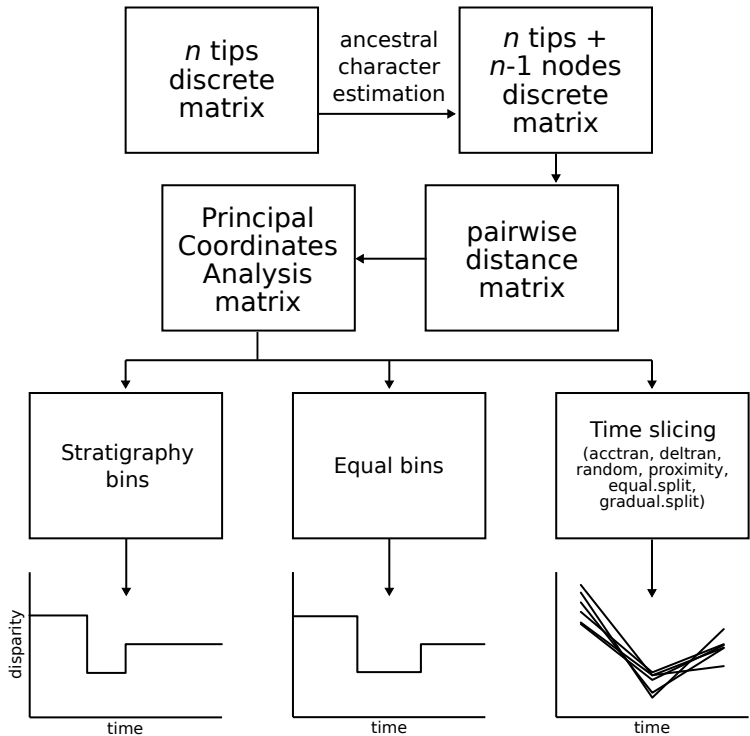 n tips
discrete
matrix
ancestral
character
estimation
n tips +
n-1 nodes
discrete
matrix
Principal
Coordinates
Analysis
matrix
pairwise
distance
matrix
Stratigraphy
bins
Equal bins
Time slicing
(acctran, deltran,
random, proximity,
equal.split,
gradual.split)
disparity
time
time
time